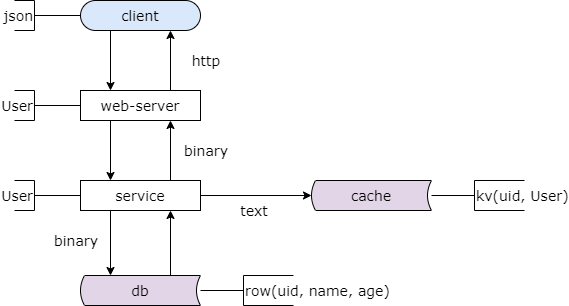 json
client
http
User
web-server
binary
User
service
text
cache
kv(uid, User)
binary
db
row(uid, name, age)